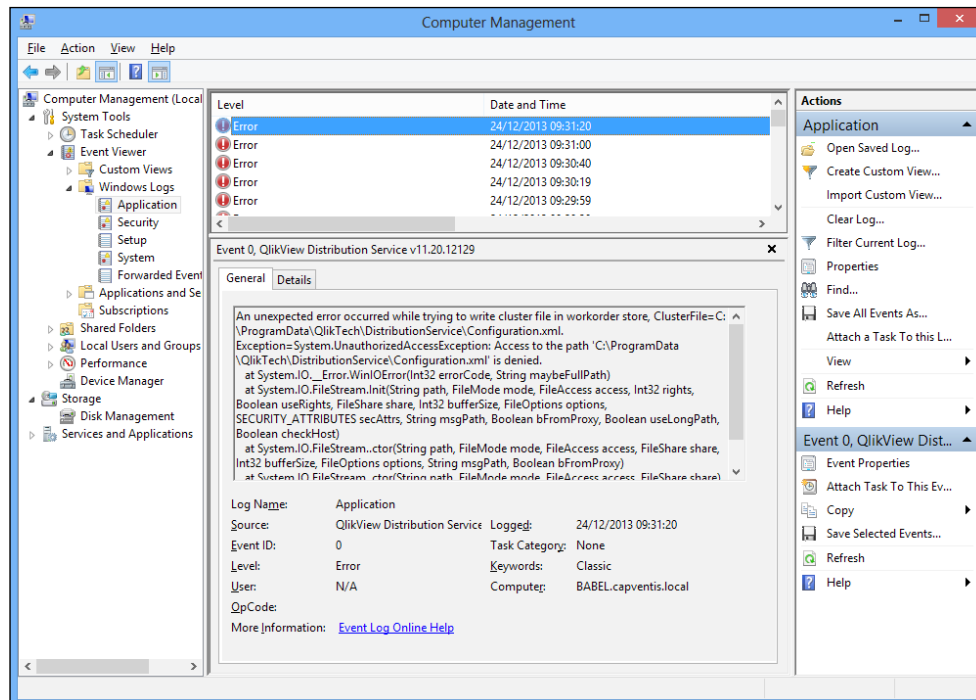 Computer Management
File Action View Help
Computer Management (Local
System Tools
Task Scheduler
Event Viewer
Custom Views
Windows Logs
Application
Security
Setup
System
Forwarded Event
Applications and Se
Subscriptions
Shared Folders
Local Users and Groups
Performance
Device Manager
Storage
Disk Management
Services and Applications
Level Date and Time
Error 24/12/2013 09:31:20
Error 24/12/2013 09:31:00
Error 24/12/2013 09:30:40
Error 24/12/2013 09:30:19
Error 24/12/2013 09:29:59
Event 0, QlikView Distribution Service v11.20.12129
General Details
An unexpected error occurred while trying to write cluster file in workorder store, ClusterFile=C:
\ProgramData\QlikTech\DistributionService\Configuration.xml.
Exception=System.UnauthorizedAccessException: Access to the path 'C:\ProgramData
\QlikTech\DistributionService\Configuration.xml' is denied.
at System.IO.__Error.WinIOError(Int32 errorCode, String maybeFullPath)
at System.IO.FileStream.Init(String path, FileMode mode, FileAccess access, Int32 rights,
Boolean useRights, FileShare share, Int32 bufferSize, FileOptions options,
SECURITY_ATTRIBUTES secAttrs, String msgPath, Boolean bFromProxy, Boolean useLongPath,
Boolean checkHost)
at System.IO.FileStream..ctor(String path, FileMode mode, FileAccess access, FileShare share,
Int32 bufferSize, FileOptions options, String msgPath, Boolean bFromProxy)
at System.IO.FileStream..ctor(String path, FileMode mode, FileAccess access, FileShare share)
Log Name: Application
Source: QlikView Distribution Service Logged: 24/12/2013 09:31:20
Event ID: 0 Task Category: None
Level: Error Keywords: Classic
User: N/A Computer: BABEL.capventis.local
OpCode:
More Information: Event Log Online Help
Actions
Application
Open Saved Log...
Create Custom View...
Import Custom View...
Clear Log...
Filter Current Log...
Properties
Find...
Save All Events As...
Attach a Task To this L...
View
Refresh
Help
Event 0, QlikView Dist...
Event Properties
Attach Task To This Ev...
Copy
Save Selected Events...
Refresh
Help